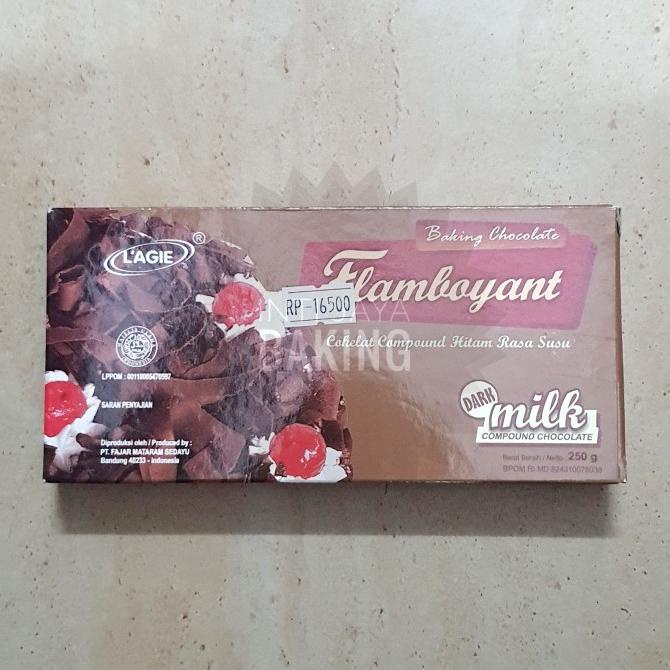 Baking Chocolate
L'AGIE ®
Flamboyant
RP 16500
BAKING
Cokelat Compound Hitam Rasa Susu
LPPOM : 00110005470597
SARAN PENYAJIAN
DARK
milk
COMPOUND CHOCOLATE
Diproduksi oleh / Produced by :
PT. FAJAR MATARAM SEDAYU
Bandung 40233 - Indonesia
Berat Bersih / Netto 250 g
BPOM RI MD